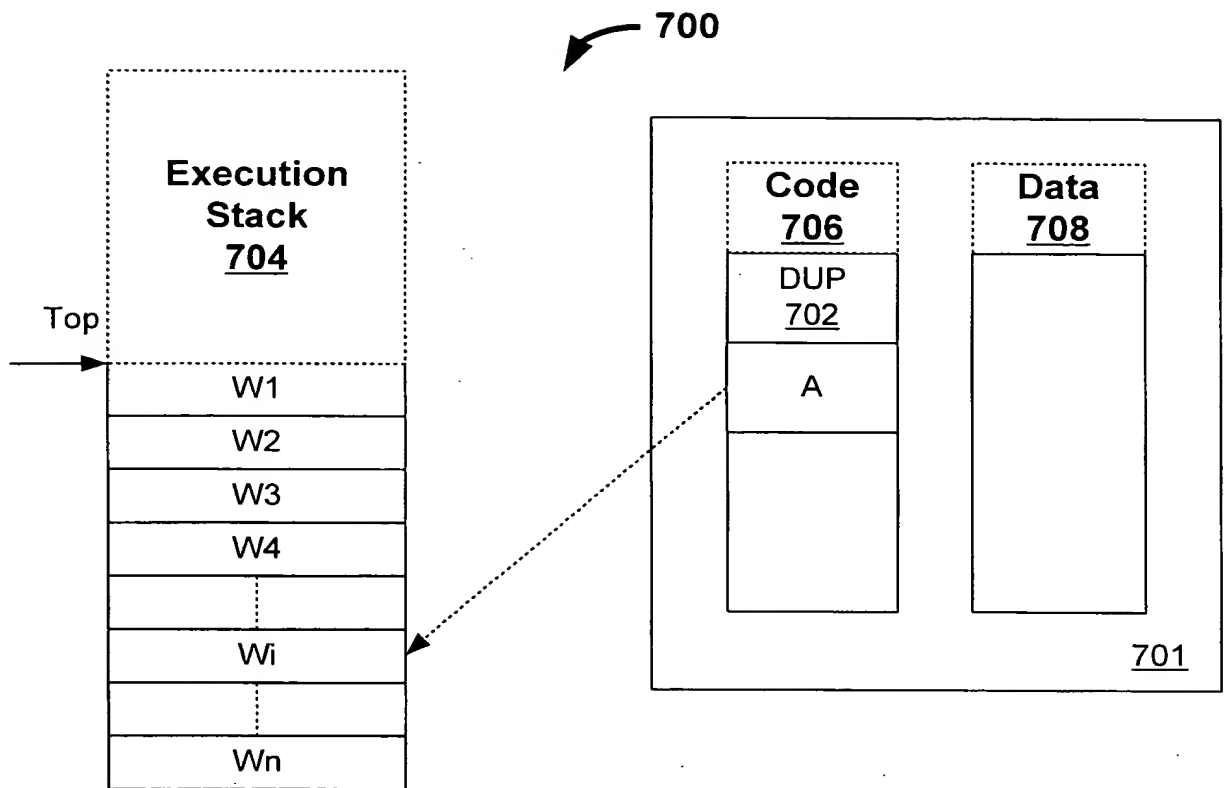 700
Execution
Stack
704
Top
W1
W2
W3
W4
Wi
Wn
Code
706
DUP
702
A
Data
708
701